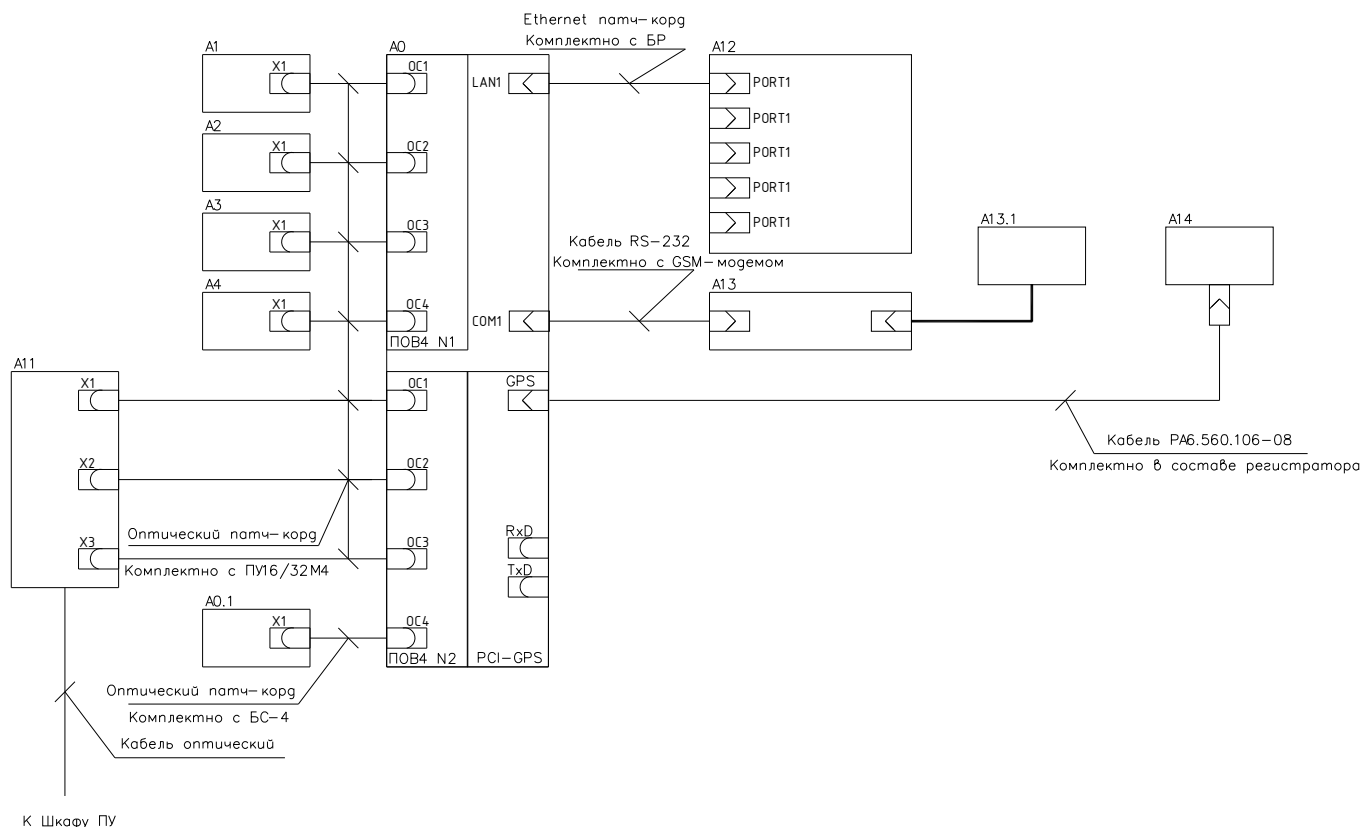 Ethernet патч-корд
Комплектно с БР
A1
A0
A12
X1
OC1
LAN1
PORT1
A2
PORT1
X1
OC2
PORT1
PORT1
A3
A13.1
A14
X1
OC3
PORT1
Кабель RS-232
Комплектно с GSM-модемом
A4
A13
X1
OC4
COM1
ПОВ4 N1
A11
X1
OC1
GPS
Кабель РА6.560.106-08
Комплектно в составе регистратора
X2
OC2
Оптический патч-корд
RxD
X3
OC3
Комплектно с ПУ16/32М4
TxD
A0.1
X1
OC4
ПОВ4 N2
PCI-GPS
Оптический патч-корд
Комплектно с БС-4
Кабель оптический
К Шкафу ПУ